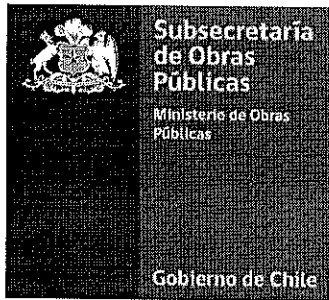 Subsecretaría
de Obras
Públicas
Ministerio de Obras
Públicas
Gobierno de Chile